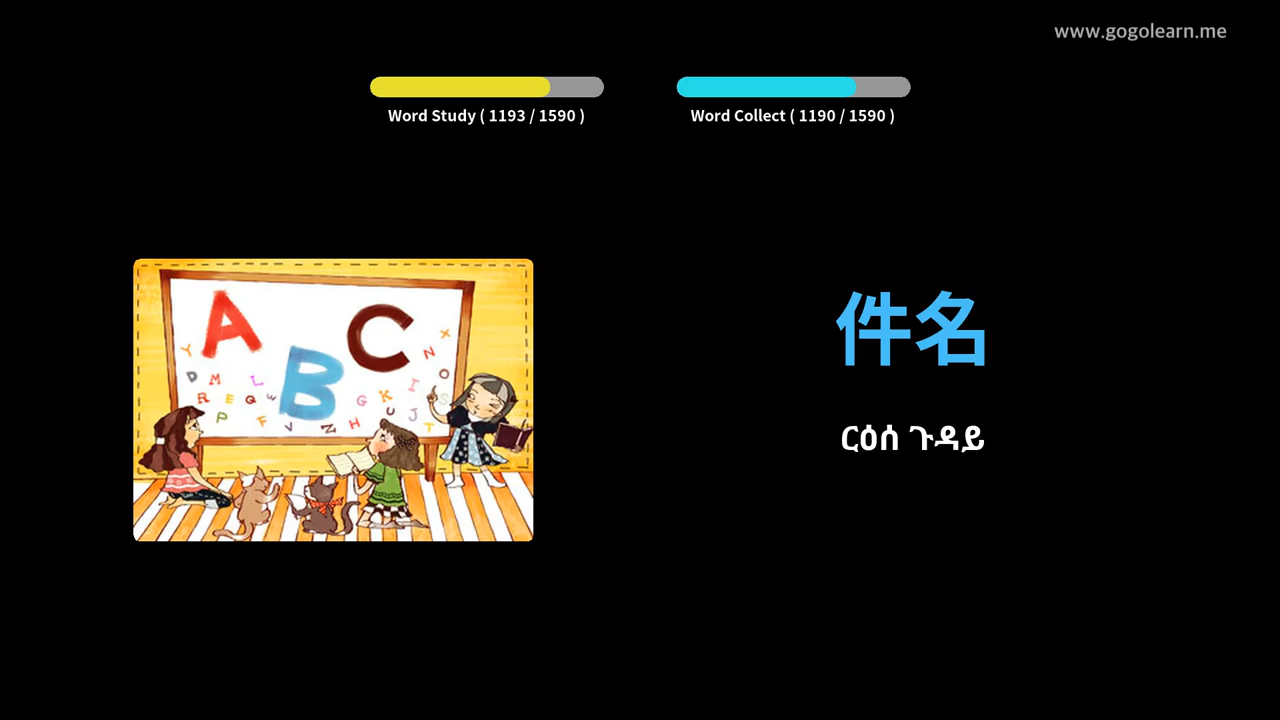 www.gogolearn.me
Word Study ( 1193 / 1590 )
Word Collect ( 1190 / 1590 )
件名
ርዕሰ ጉዳይ
A
B
C
Y
X
N
D M L
O
R E Q W
G K I
S
P F V Z H U J T